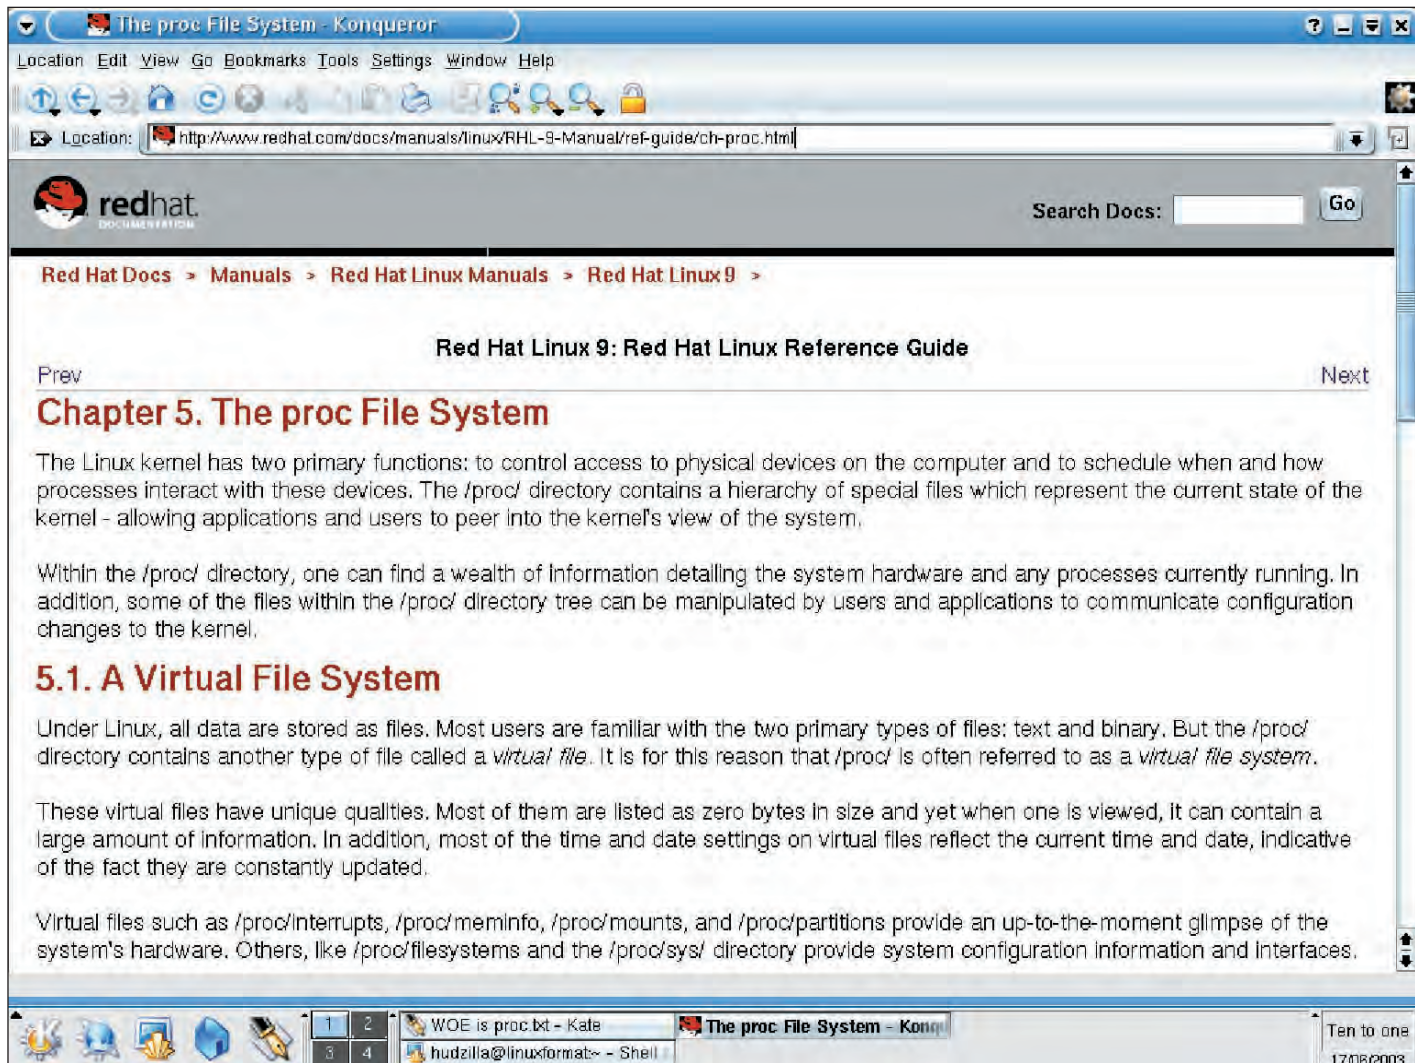 The proc File System - Konqueror
Location Edit View Go Bookmarks Tools Settings Window Help
Location: http://www.redhat.com/docs/manuals/linux/RHL-9-Manual/ref-guide/ch-proc.html
redhat.
DOCUMENTATION
Search Docs: Go
Red Hat Docs > Manuals > Red Hat Linux Manuals > Red Hat Linux 9 >
Red Hat Linux 9: Red Hat Linux Reference Guide
Prev Next
Chapter 5. The proc File System
The Linux kernel has two primary functions: to control access to physical devices on the computer and to schedule when and how
processes interact with these devices. The /proc/ directory contains a hierarchy of special files which represent the current state of the
kernel - allowing applications and users to peer into the kernel's view of the system.
Within the /proc/ directory, one can find a wealth of information detailing the system hardware and any processes currently running. In
addition, some of the files within the /proc/ directory tree can be manipulated by users and applications to communicate configuration
changes to the kernel.
5.1. A Virtual File System
Under Linux, all data are stored as files. Most users are familiar with the two primary types of files: text and binary. But the /proc/
directory contains another type of file called a virtual file. It is for this reason that /proc/ is often referred to as a virtual file system.
These virtual files have unique qualities. Most of them are listed as zero bytes in size and yet when one is viewed, it can contain a
large amount of information. In addition, most of the time and date settings on virtual files reflect the current time and date, indicative
of the fact they are constantly updated.
Virtual files such as /proc/interrupts, /proc/meminfo, /proc/mounts, and /proc/partitions provide an up-to-the-moment glimpse of the
system's hardware. Others, like /proc/filesystems and the /proc/sys/ directory provide system configuration information and interfaces.
1 2 WOE is proc.txt - Kate The proc File System - Konqu Ten to one
3 4 hudzilla@linuxformat:~ - Shell 17/06/2003